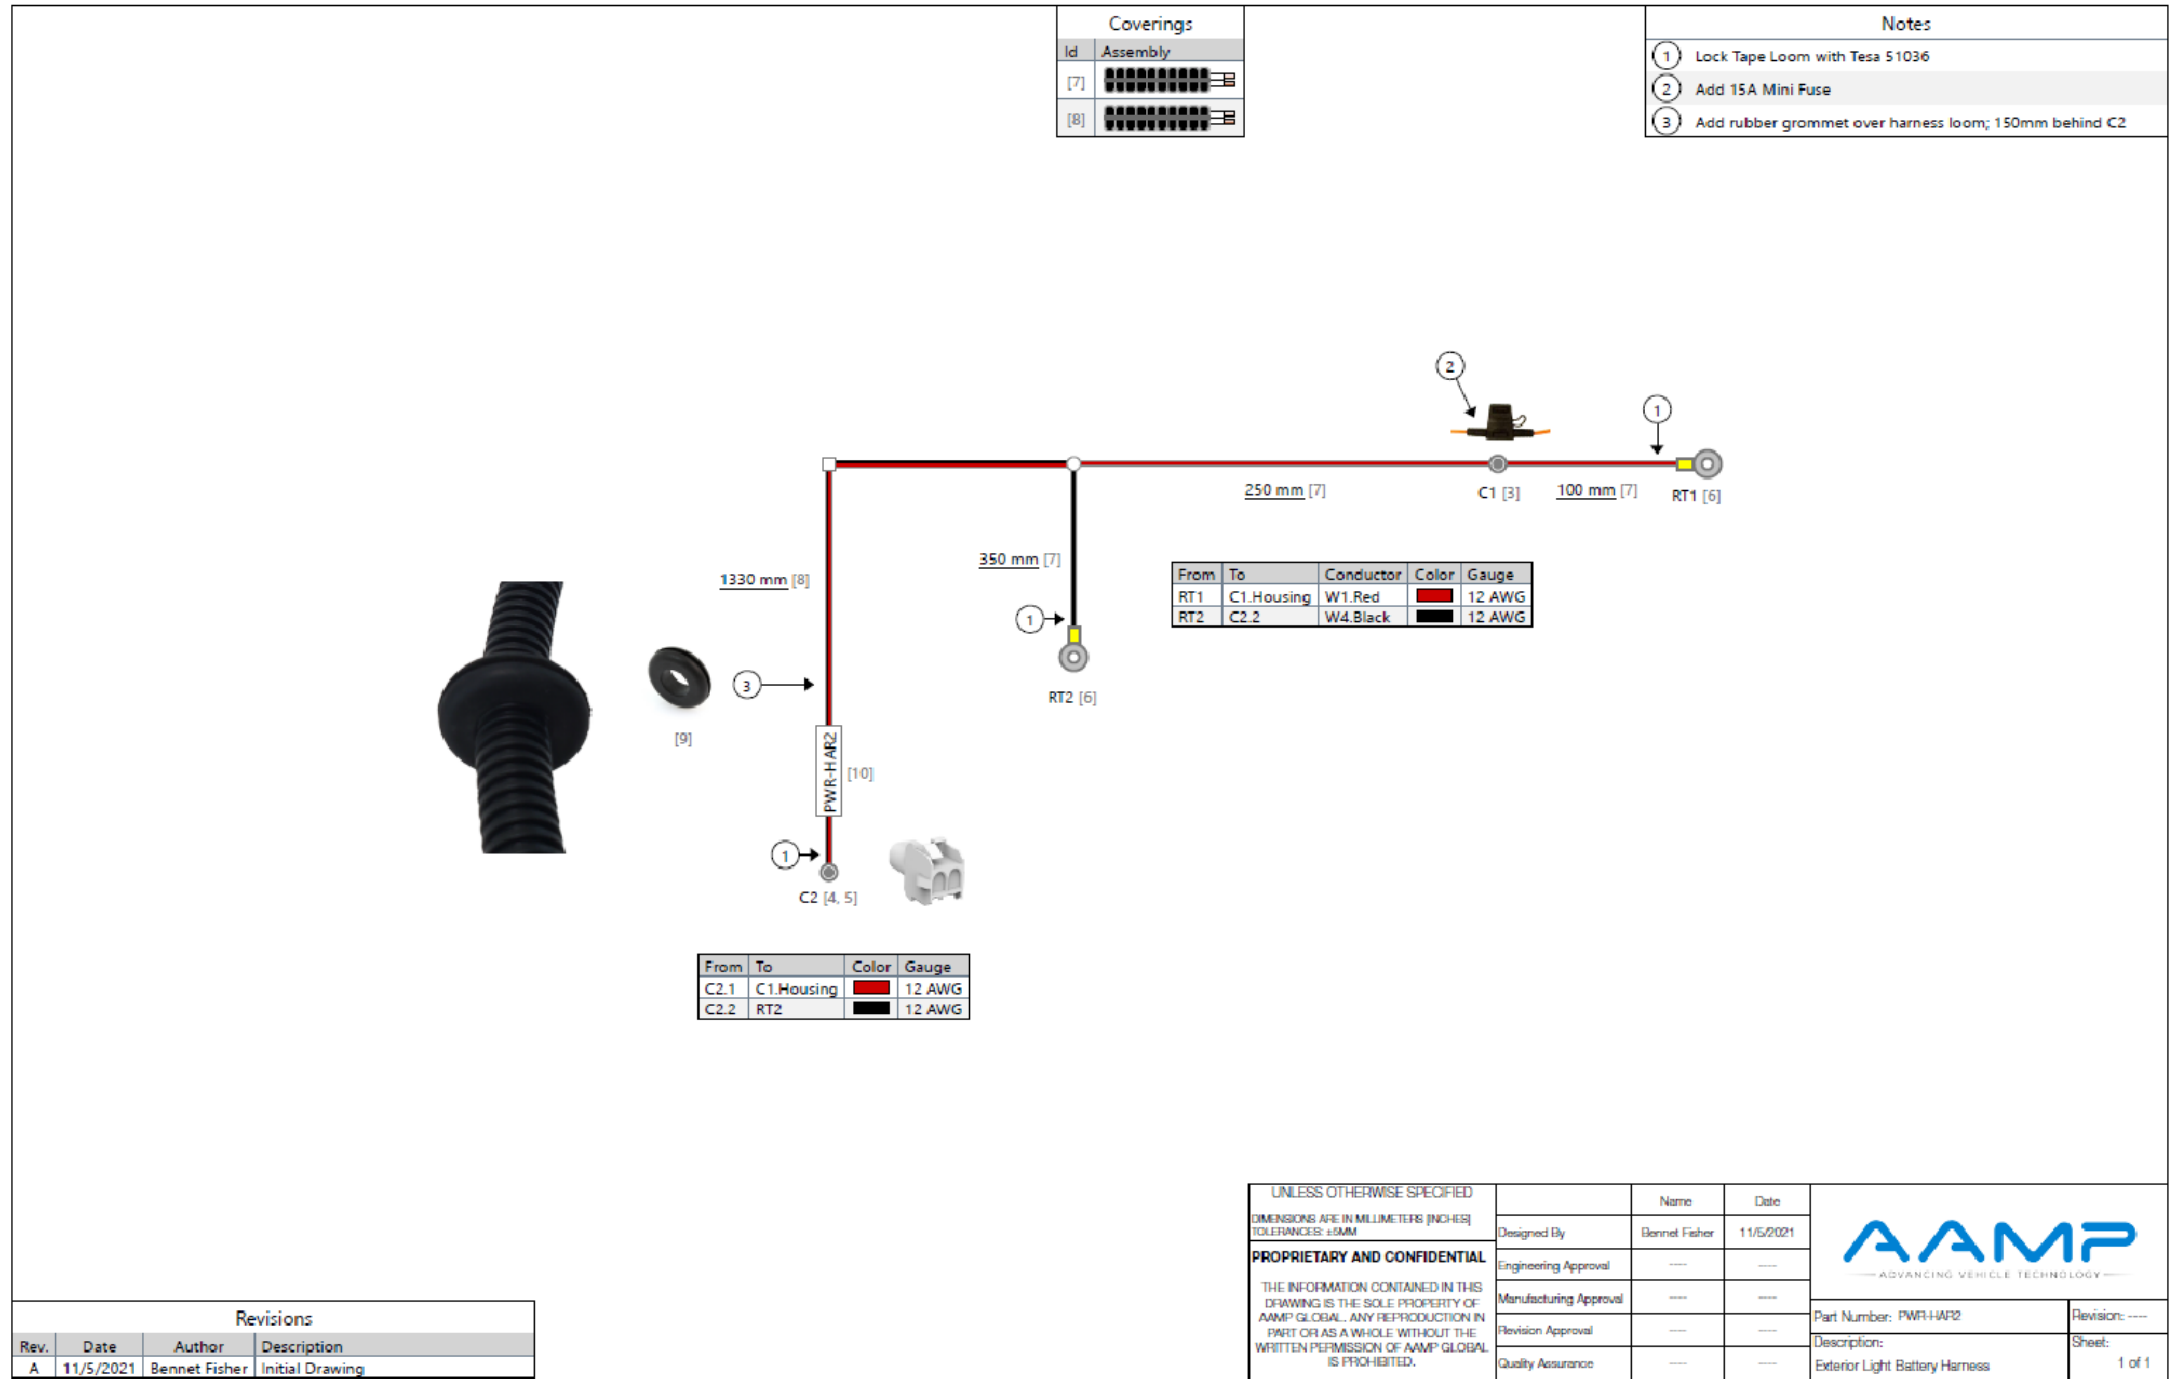 Coverings
Id Assembly
[7]
[8]
Notes
1 Lock Tape Loom with Tesa 51036
2 Add 15A Mini Fuse
3 Add rubber grommet over harness loom; 150mm behind C2
2
1
250 mm [7]
C1 [3]
100 mm [7]
RT1 [6]
1330 mm [8]
350 mm [7]
1
RT2 [6]
From To Conductor Color Gauge
RT1 C1.Housing W1.Red 12 AWG
RT2 C2.2 W4.Black 12 AWG
3
[9]
PWR-HAR2
[10]
1
C2 [4, 5]
From To Color Gauge
C2.1 C1.Housing 12 AWG
C2.2 RT2 12 AWG
Revisions
Rev. Date Author Description
A 11/5/2021 Bennet Fisher Initial Drawing
UNLESS OTHERWISE SPECIFIED
DIMENSIONS ARE IN MILLIMETERS [INCHES]
TOLERANCES: ±5MM
PROPRIETARY AND CONFIDENTIAL
THE INFORMATION CONTAINED IN THIS
DRAWING IS THE SOLE PROPERTY OF
AAMP GLOBAL. ANY REPRODUCTION IN
PART OR AS A WHOLE WITHOUT THE
WRITTEN PERMISSION OF AAMP GLOBAL
IS PROHIBITED.
Name Date
Designed By Bennet Fisher 11/5/2021
Engineering Approval ---- ----
Manufacturing Approval ---- ----
Revision Approval ---- ----
Quality Assurance ---- ----
AAMP
ADVANCING VEHICLE TECHNOLOGY
Part Number: PWR-HAR2
Revision: ----
Description:
Exterior Light Battery Harness
Sheet:
1 of 1